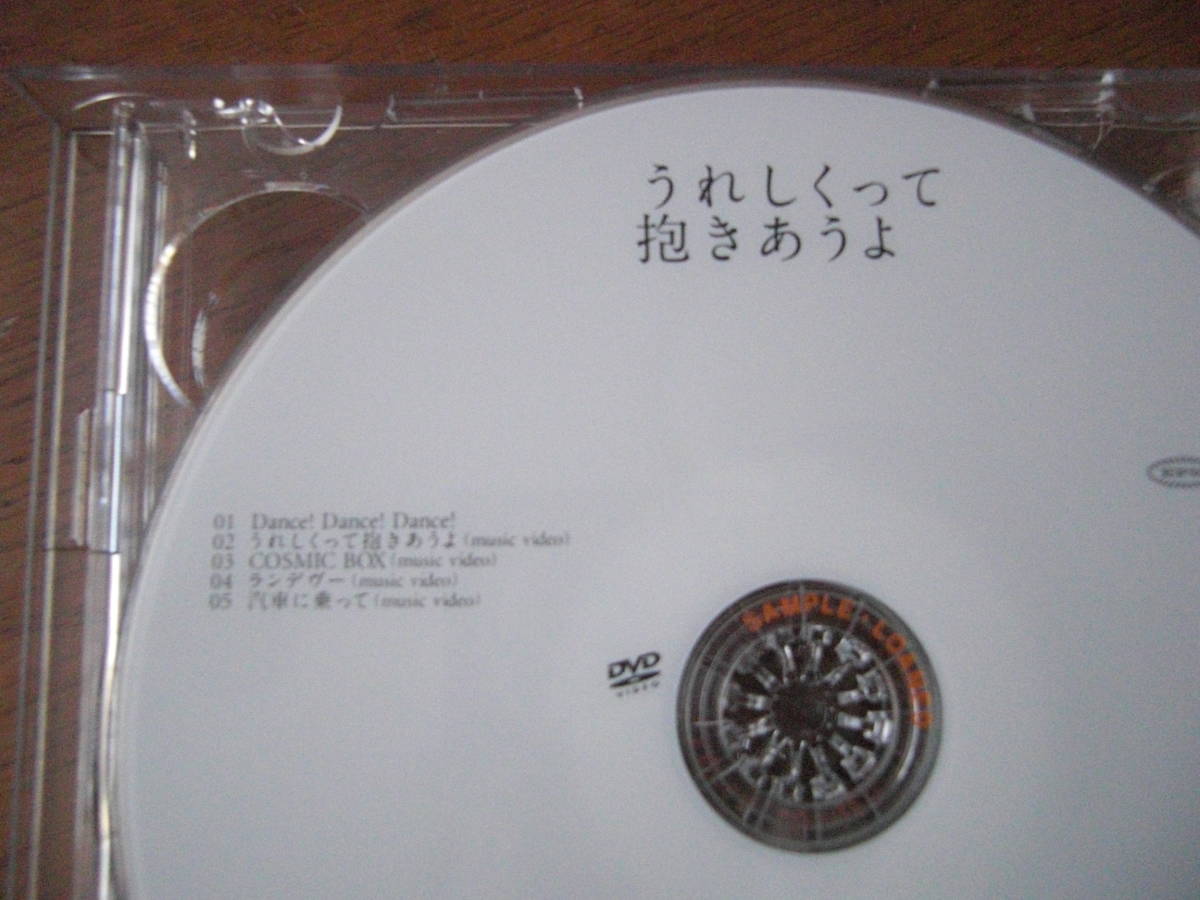 うれしくって
抱きあうよ
01 Dance! Dance! Dance!
02 うれしくって抱きあうよ (music video)
03 COSMIC BOX (music video)
04 ランデヴー (music video)
05 汽車に乗って (music video)
DVD
VIDEO
SAMPLE・LOANED